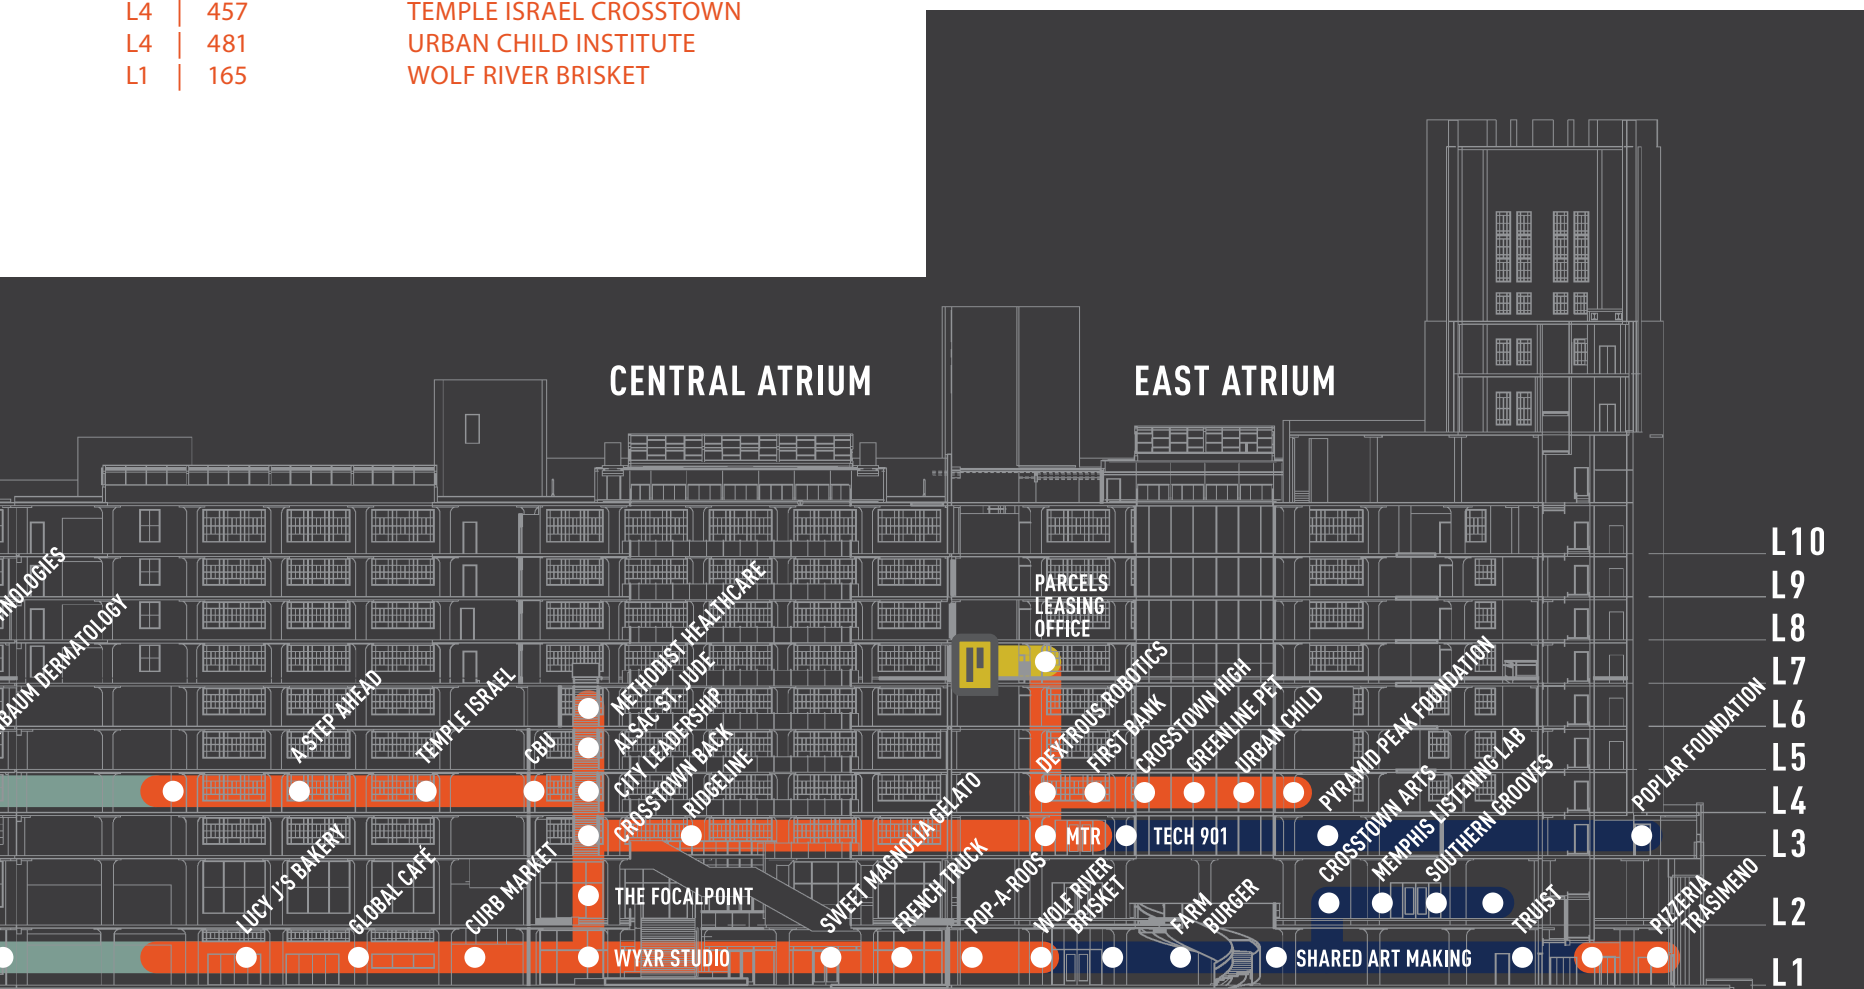 L4 | 457 TEMPLE ISRAEL CROSSTOWN
L4 | 481 URBAN CHILD INSTITUTE
L1 | 165 WOLF RIVER BRISKET
CENTRAL ATRIUM
EAST ATRIUM
L10
L9
L8
L7
L6
L5
L4
L3
L2
L1
PARCELS
LEASING
OFFICE
DERMATOLOGY
A STEP AHEAD
TEMPLE ISRAEL
CBU
METHODIST HEALTHCARE
ALSAC ST. JUDE
CITY LEADERSHIP
CROSSTOWN BACK
RIDGELINE
DEXTROUS ROBOTICS
FIRST BANK
CROSSTOWN HIGH
GREENLINE PET
URBAN CHILD
PYRAMID PEAK FOUNDATION
POPLAR FOUNDATION
MTR
TECH 901
CROSSTOWN ARTS
MEMPHIS LISTENING LAB
SOUTHERN GROOVES
THE FOCALPOINT
LUCY J'S BAKERY
GLOBAL CAFÉ
CURB MARKET
WYXR STUDIO
SWEET MAGNOLIA GELATO
FRENCH TRUCK
POP-A-ROOS
WOLF RIVER
BRISKET
FARM
BURGER
SHARED ART MAKING
TRUIST
PIZZERIA
TRASIMENO